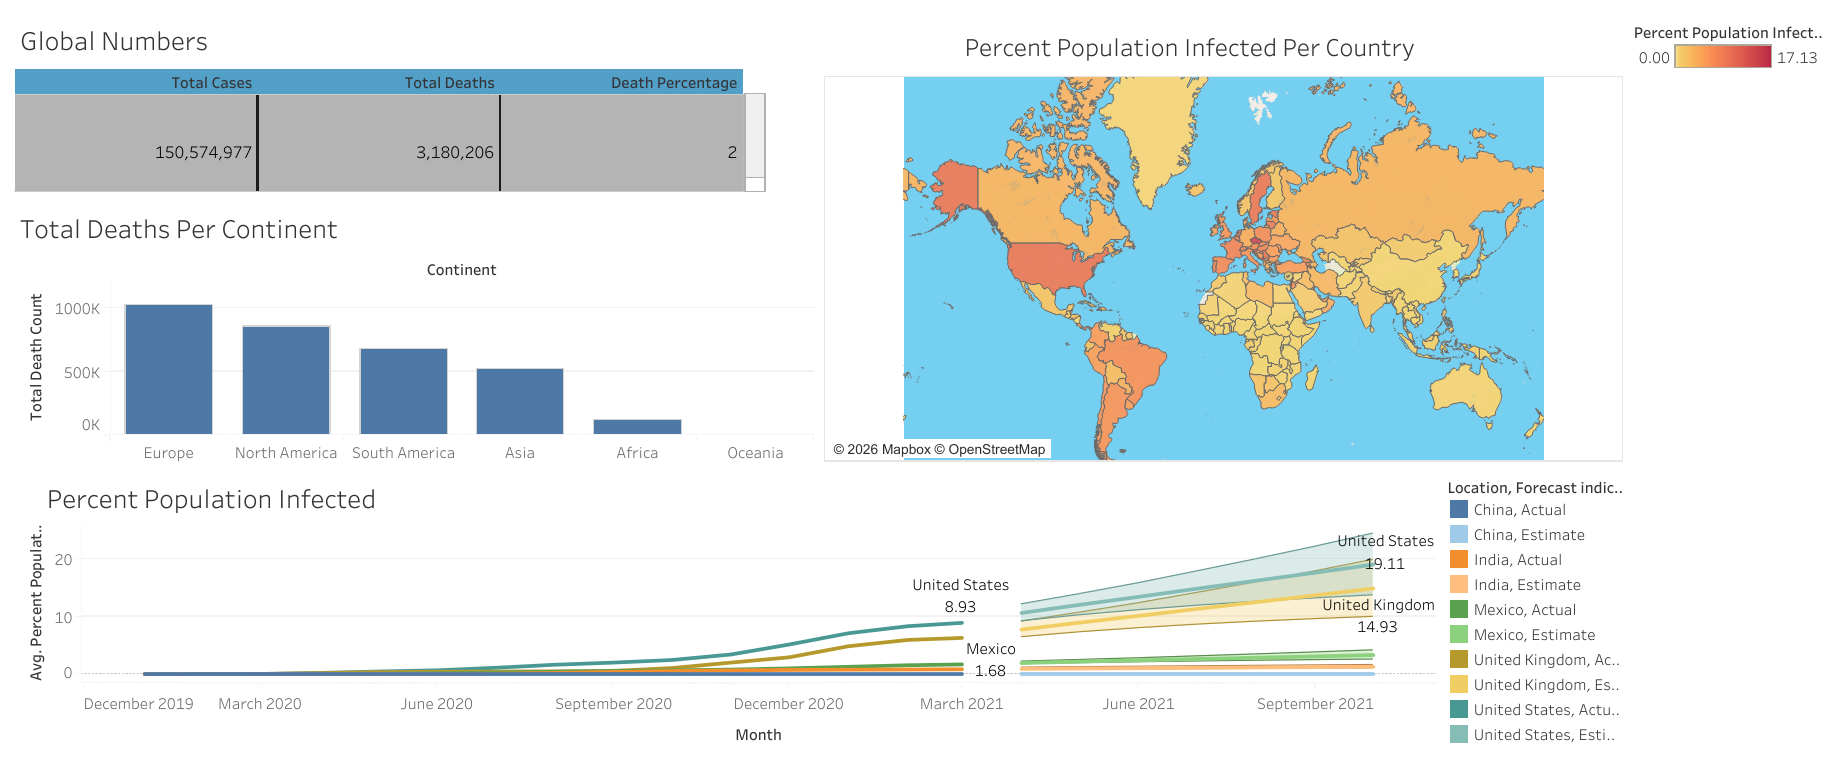 Global Numbers
Total Cases Total Deaths Death Percentage
150,574,977 3,180,206 2
Total Deaths Per Continent
Continent
Total Death Count
1000K
500K
0K
Europe North America South America Asia Africa Oceania
Percent Population Infected Per Country
© 2026 Mapbox © OpenStreetMap
Percent Population Infect..
0.00 17.13
Percent Population Infected
Avg. Percent Populat..
20
10
0
United States
8.93
Mexico
1.68
United States
19.11
United Kingdom
14.93
December 2019 March 2020 June 2020 September 2020 December 2020 March 2021 June 2021 September 2021
Month
Location, Forecast indic..
China, Actual
China, Estimate
India, Actual
India, Estimate
Mexico, Actual
Mexico, Estimate
United Kingdom, Ac..
United Kingdom, Es..
United States, Actu..
United States, Esti..